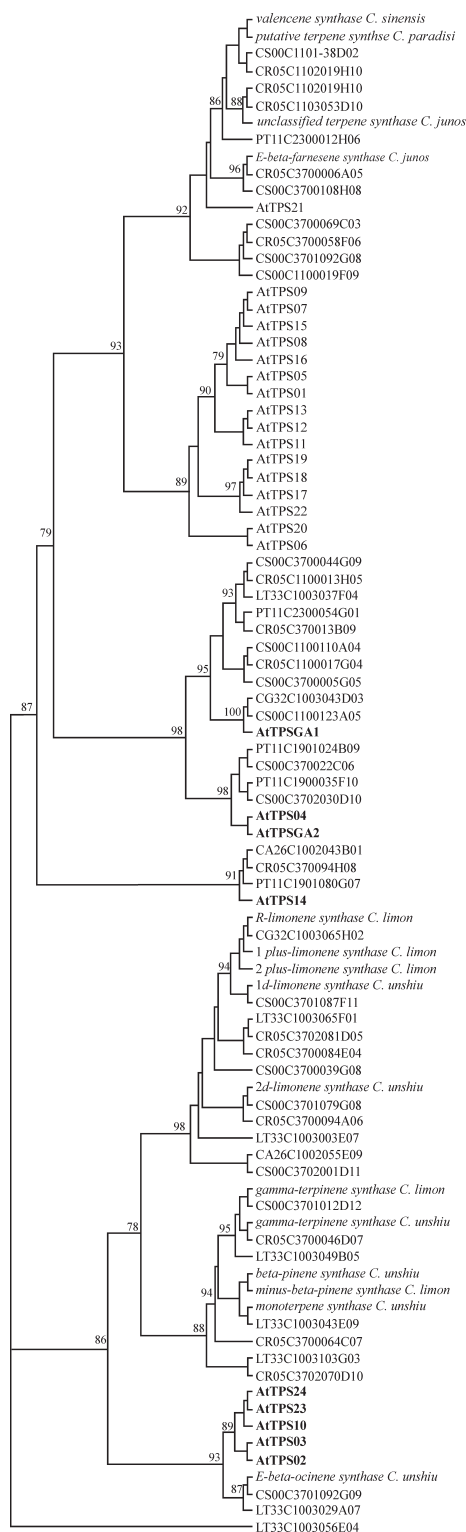 valencene synthase C. sinensis
putative terpene synthse C. paradisi
CS00C1101-38D02
CR05C1102019H10
CR05C1102019H10
86
88
CR05C1103053D10
unclassified terpene synthase C. junos
PT11C2300012H06
E-beta-farnesene synthase C. junos
96
CR05C3700006A05
CS00C3700108H08
92
AtTPS21
CS00C3700069C03
CR05C3700058F06
CS00C3701092G08
CS00C1100019F09
AtTPS09
AtTPS07
AtTPS15
93
AtTPS08
79
AtTPS16
AtTPS05
90
AtTPS01
AtTPS13
AtTPS12
AtTPS11
AtTPS19
89
AtTPS18
97
AtTPS17
AtTPS22
AtTPS20
79
AtTPS06
CS00C3700044G09
CR05C1100013H05
93
LT33C1003037F04
PT11C2300054G01
CR05C370013B09
CS00C1100110A04
95
CR05C1100017G04
CS00C3700005G05
CG32C1003043D03
87
100
CS00C1100123A05
98
AtTPSGA1
PT11C1901024B09
CS00C370022C06
PT11C1900035F10
98
CS00C3702030D10
AtTPS04
AtTPSGA2
CA26C1002043B01
CR05C370094H08
91
PT11C1901080G07
AtTPS14
R-limonene synthase C. limon
CG32C1003065H02
1 plus-limonene synthase C. limon
94
2 plus-limonene synthase C. limon
1d-limonene synthase C. unshiu
CS00C3701087F11
LT33C1003065F01
CR05C3702081D05
CR05C3700084E04
CS00C3700039G08
2d-limonene synthase C. unshiu
CS00C3701079G08
98
CR05C3700094A06
LT33C1003003E07
CA26C1002055E09
CS00C3702001D11
gamma-terpinene synthase C. limon
CS00C3701012D12
78
95
gamma-terpinene synthase C. unshiu
CR05C3700046D07
LT33C1003049B05
beta-pinene synthase C. unshiu
94
minus-beta-pinene synthase C. limon
monoterpene synthase C. unshiu
88
LT33C1003043E09
86
CR05C3700064C07
LT33C1003103G03
CR05C3702070D10
AtTPS24
AtTPS23
89
AtTPS10
AtTPS03
93
AtTPS02
E-beta-ocinene synthase C. unshiu
87
CS00C3701092G09
LT33C1003029A07
LT33C1003056E04